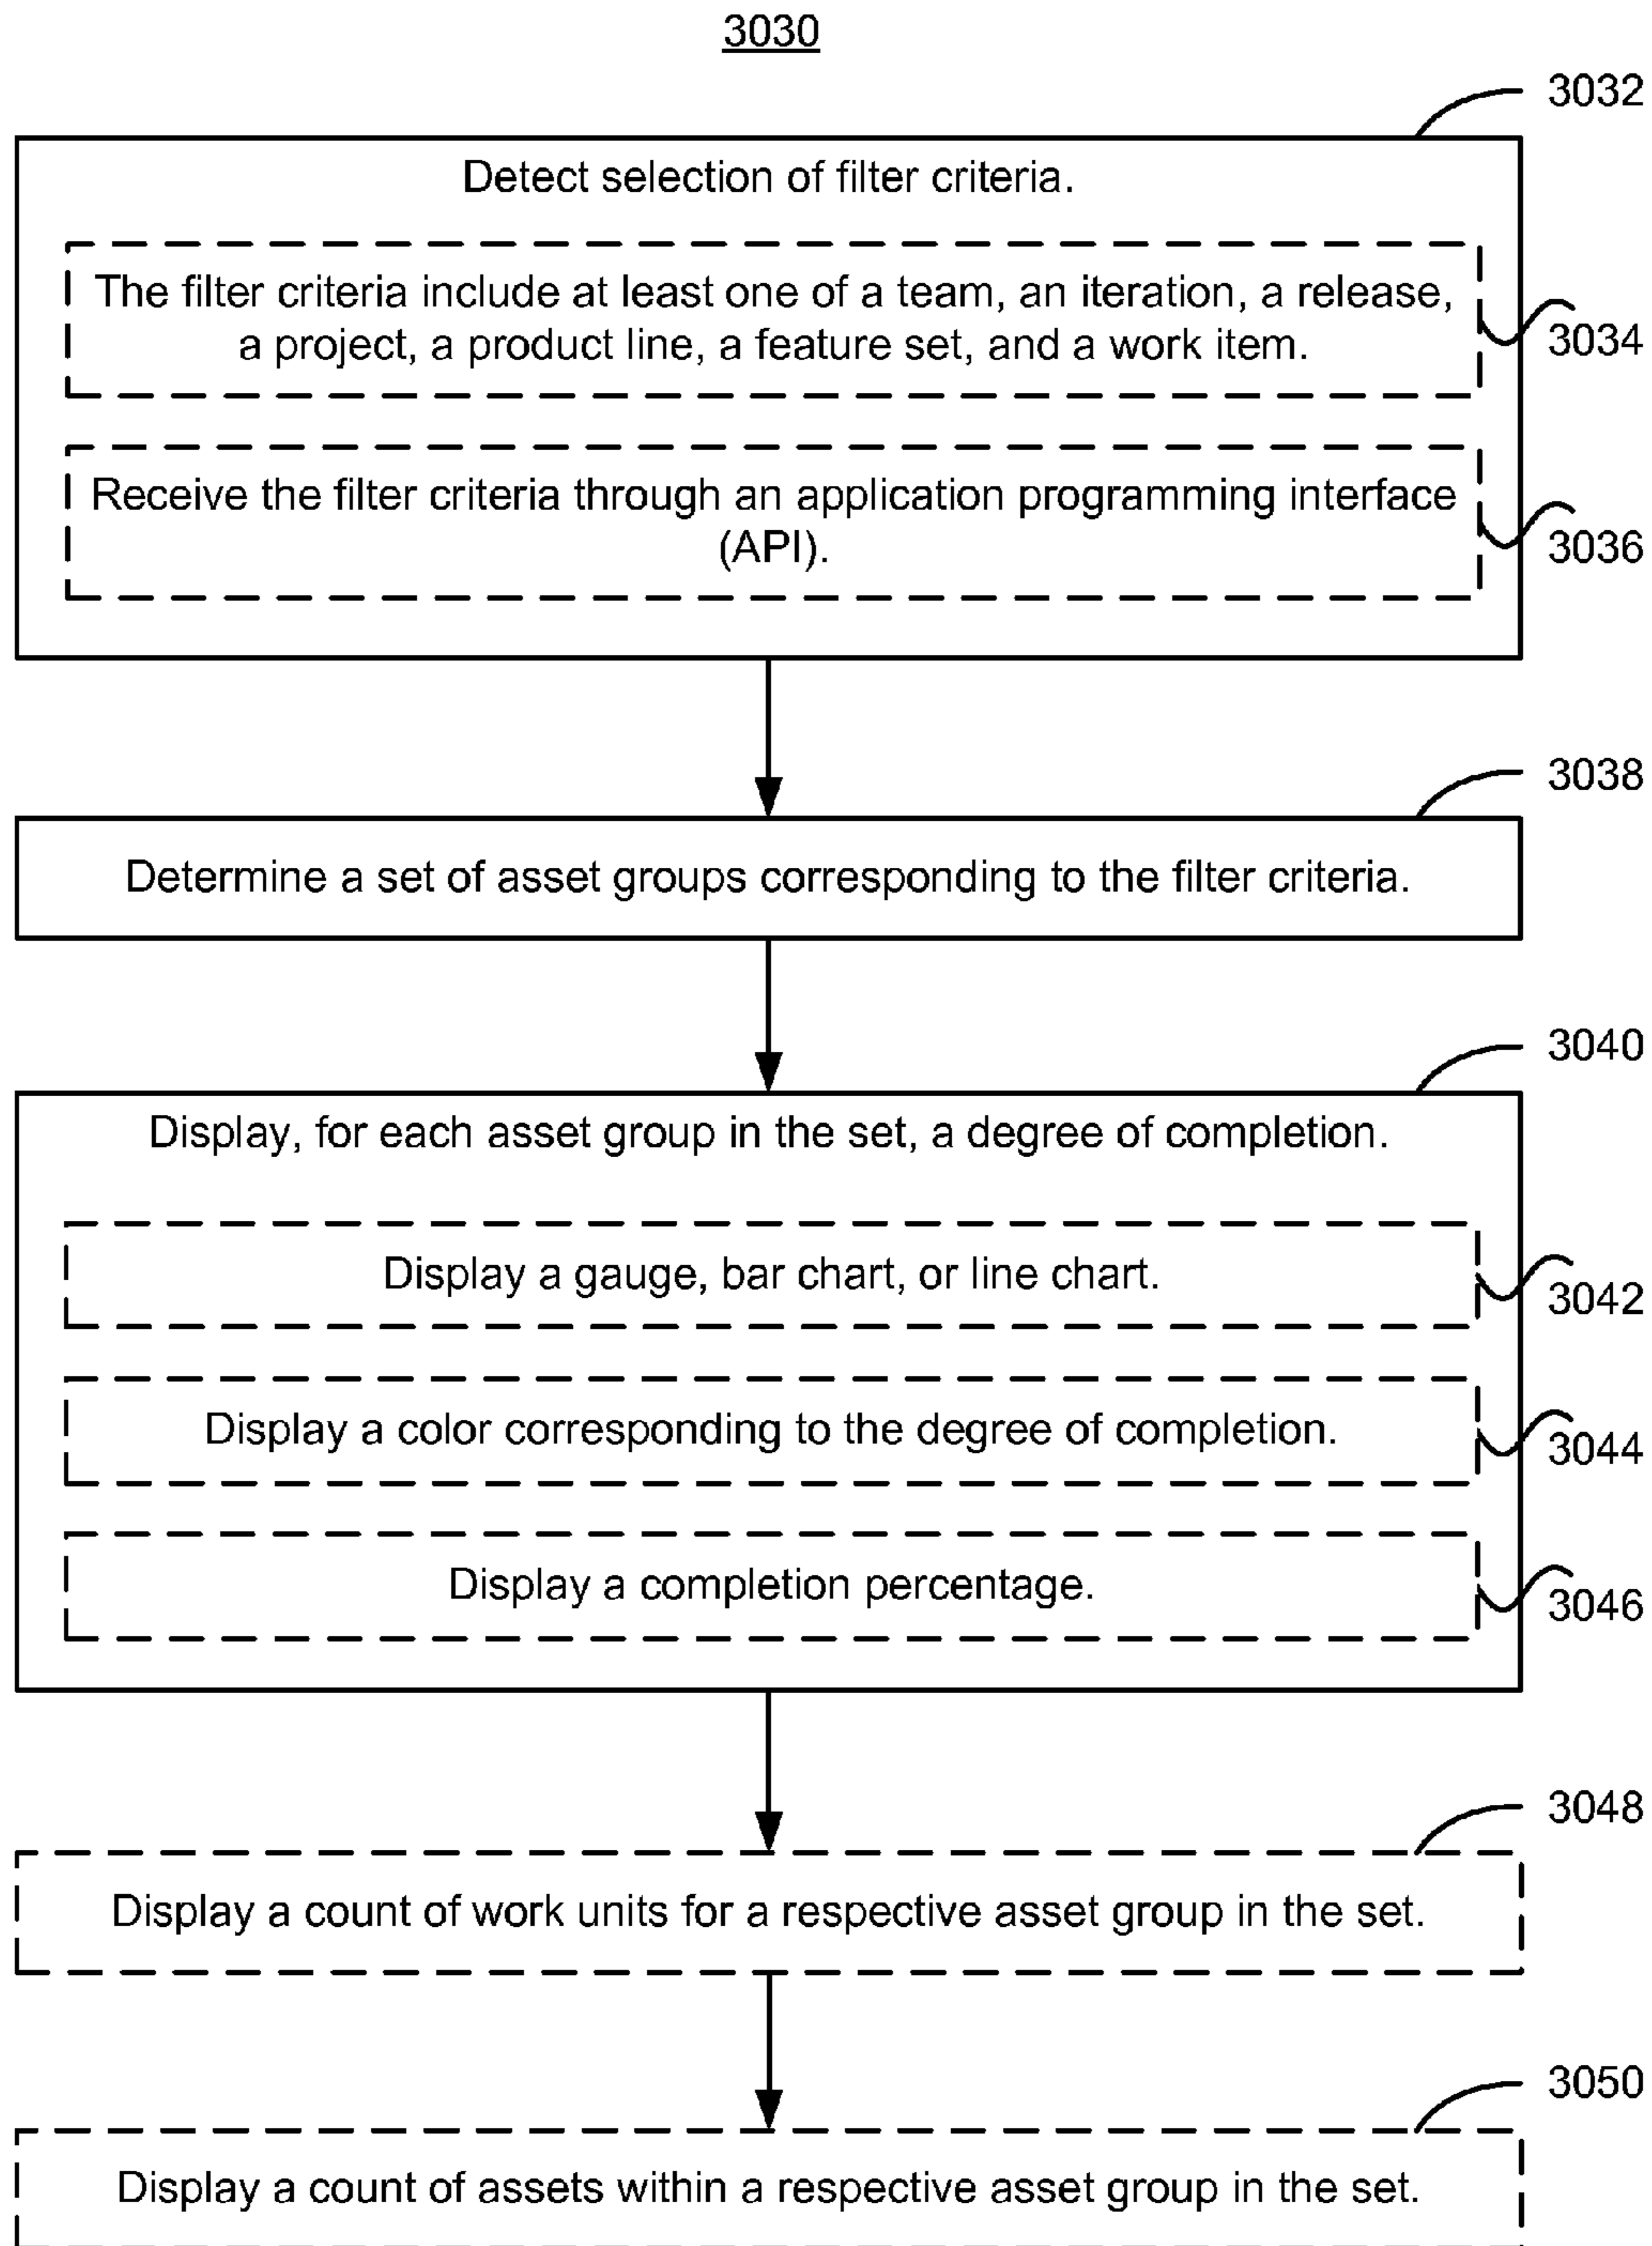 3030
3032
Detect selection of filter criteria.
The filter criteria include at least one of a team, an iteration, a release,
a project, a product line, a feature set, and a work item.
3034
Receive the filter criteria through an application programming interface
(API).
3036
3038
Determine a set of asset groups corresponding to the filter criteria.
3040
Display, for each asset group in the set, a degree of completion.
Display a gauge, bar chart, or line chart.
3042
Display a color corresponding to the degree of completion.
3044
Display a completion percentage.
3046
3048
Display a count of work units for a respective asset group in the set.
3050
Display a count of assets within a respective asset group in the set.